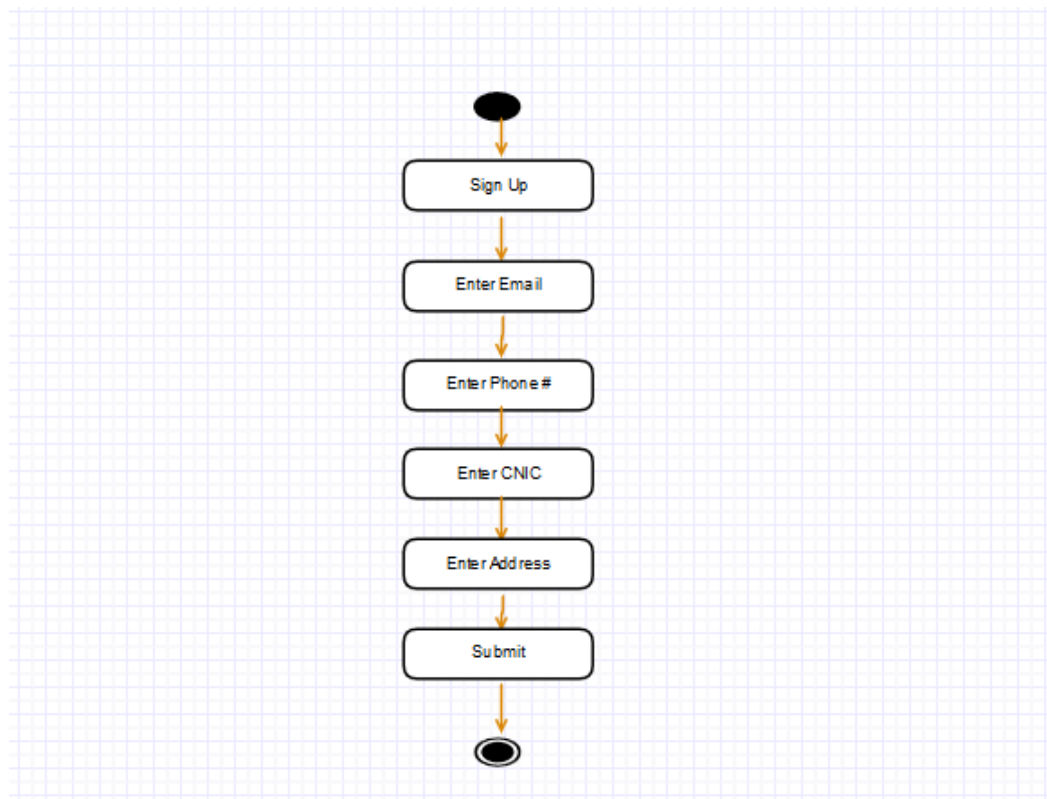 Sign Up
Enter Email
Enter Phone #
Enter CNIC
Enter Address
Submit